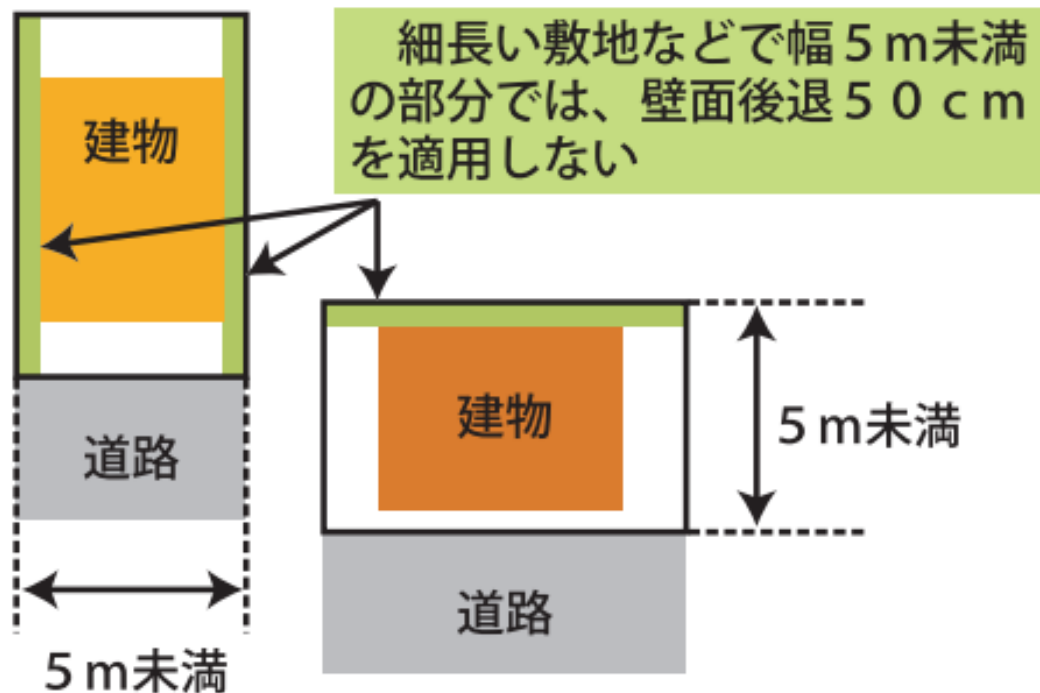 細長い敷地などで幅５ｍ未満
の部分では、壁面後退５０ｃｍ
を適用しない
建物
道路
５ｍ未満
建物
５ｍ未満
道路